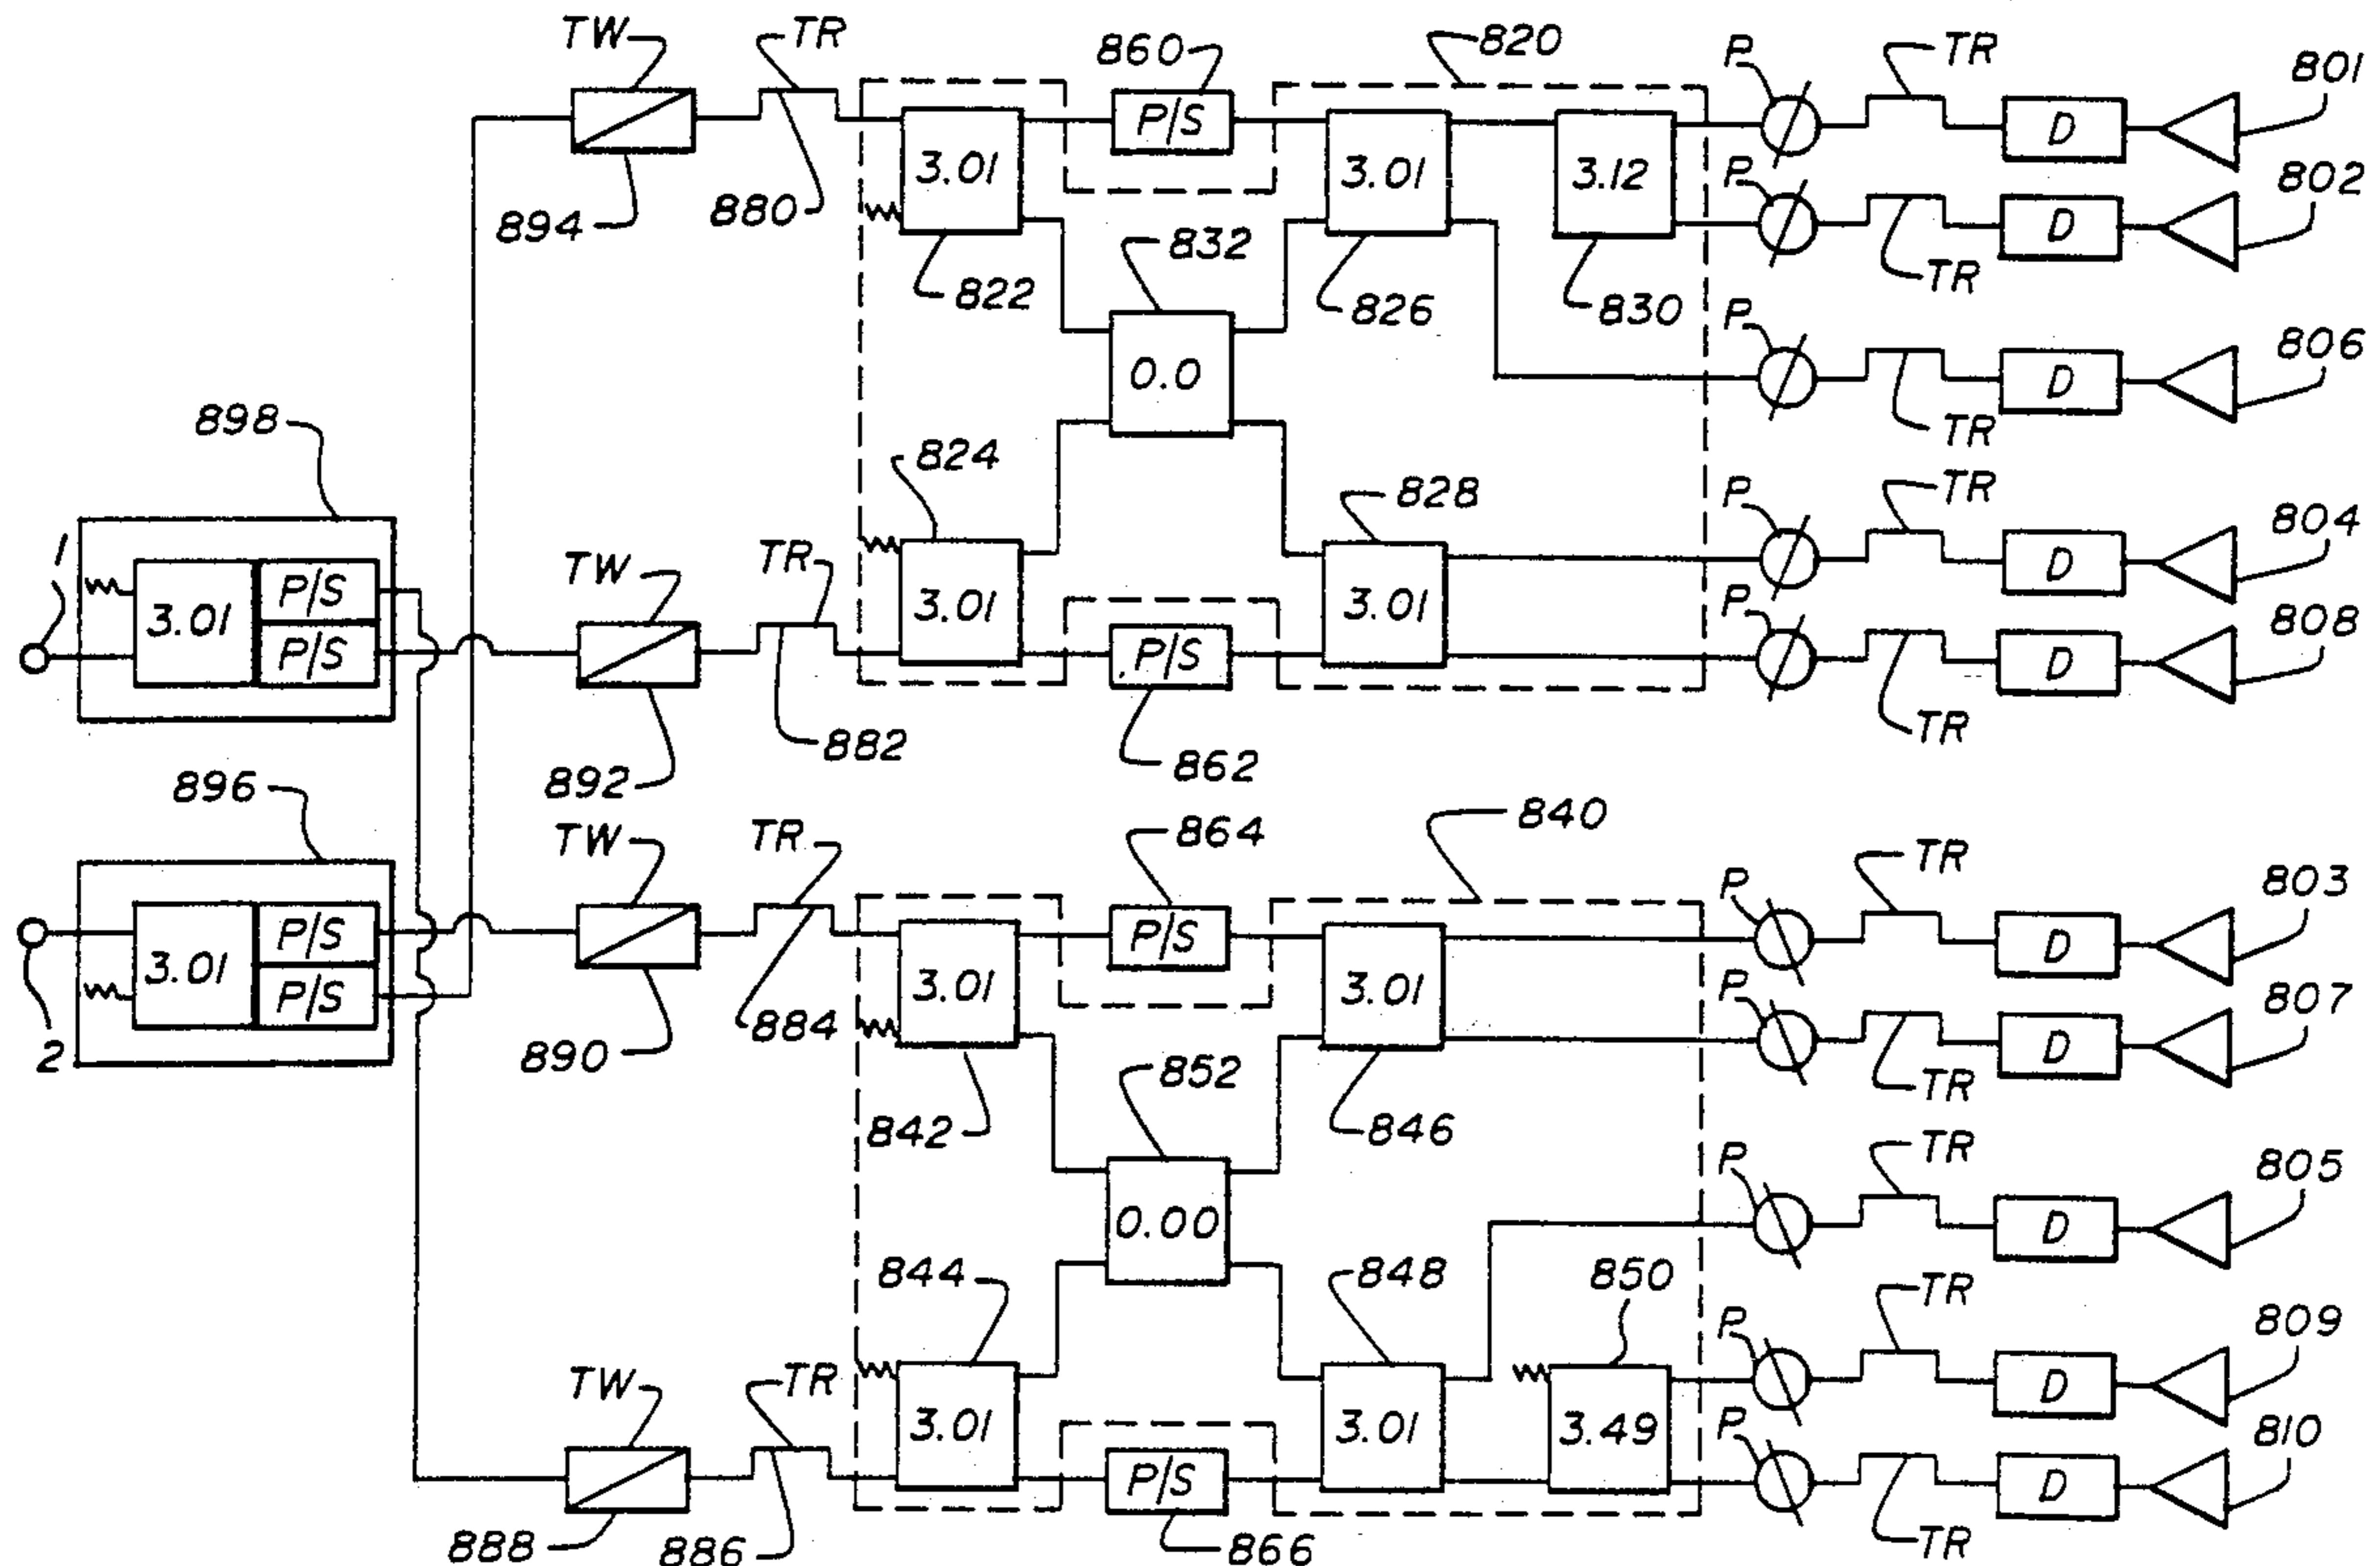 TW TR 860 820 P TR 801
P/S D
3.01 3.01 3.12 P 802
894 880 D
832 TR
822 826 830 P 806
0.0 D
898 824 TR
828 P TR 804
1 TW TR D
P/S 3.01 3.01 P 808
3.01 P/S P/S D
882 TR
892 862
896 TW TR 864 840 P TR 803
P/S P/S D
3.01 3.01 3.01 P 807
P/S 884 D
2 890 852 TR
842 846 P TR 805
0.00 D
844 848 850 TR
P 809
TW TR D
3.01 3.01 3.49 P 810
P/S D
888 886 866 TR